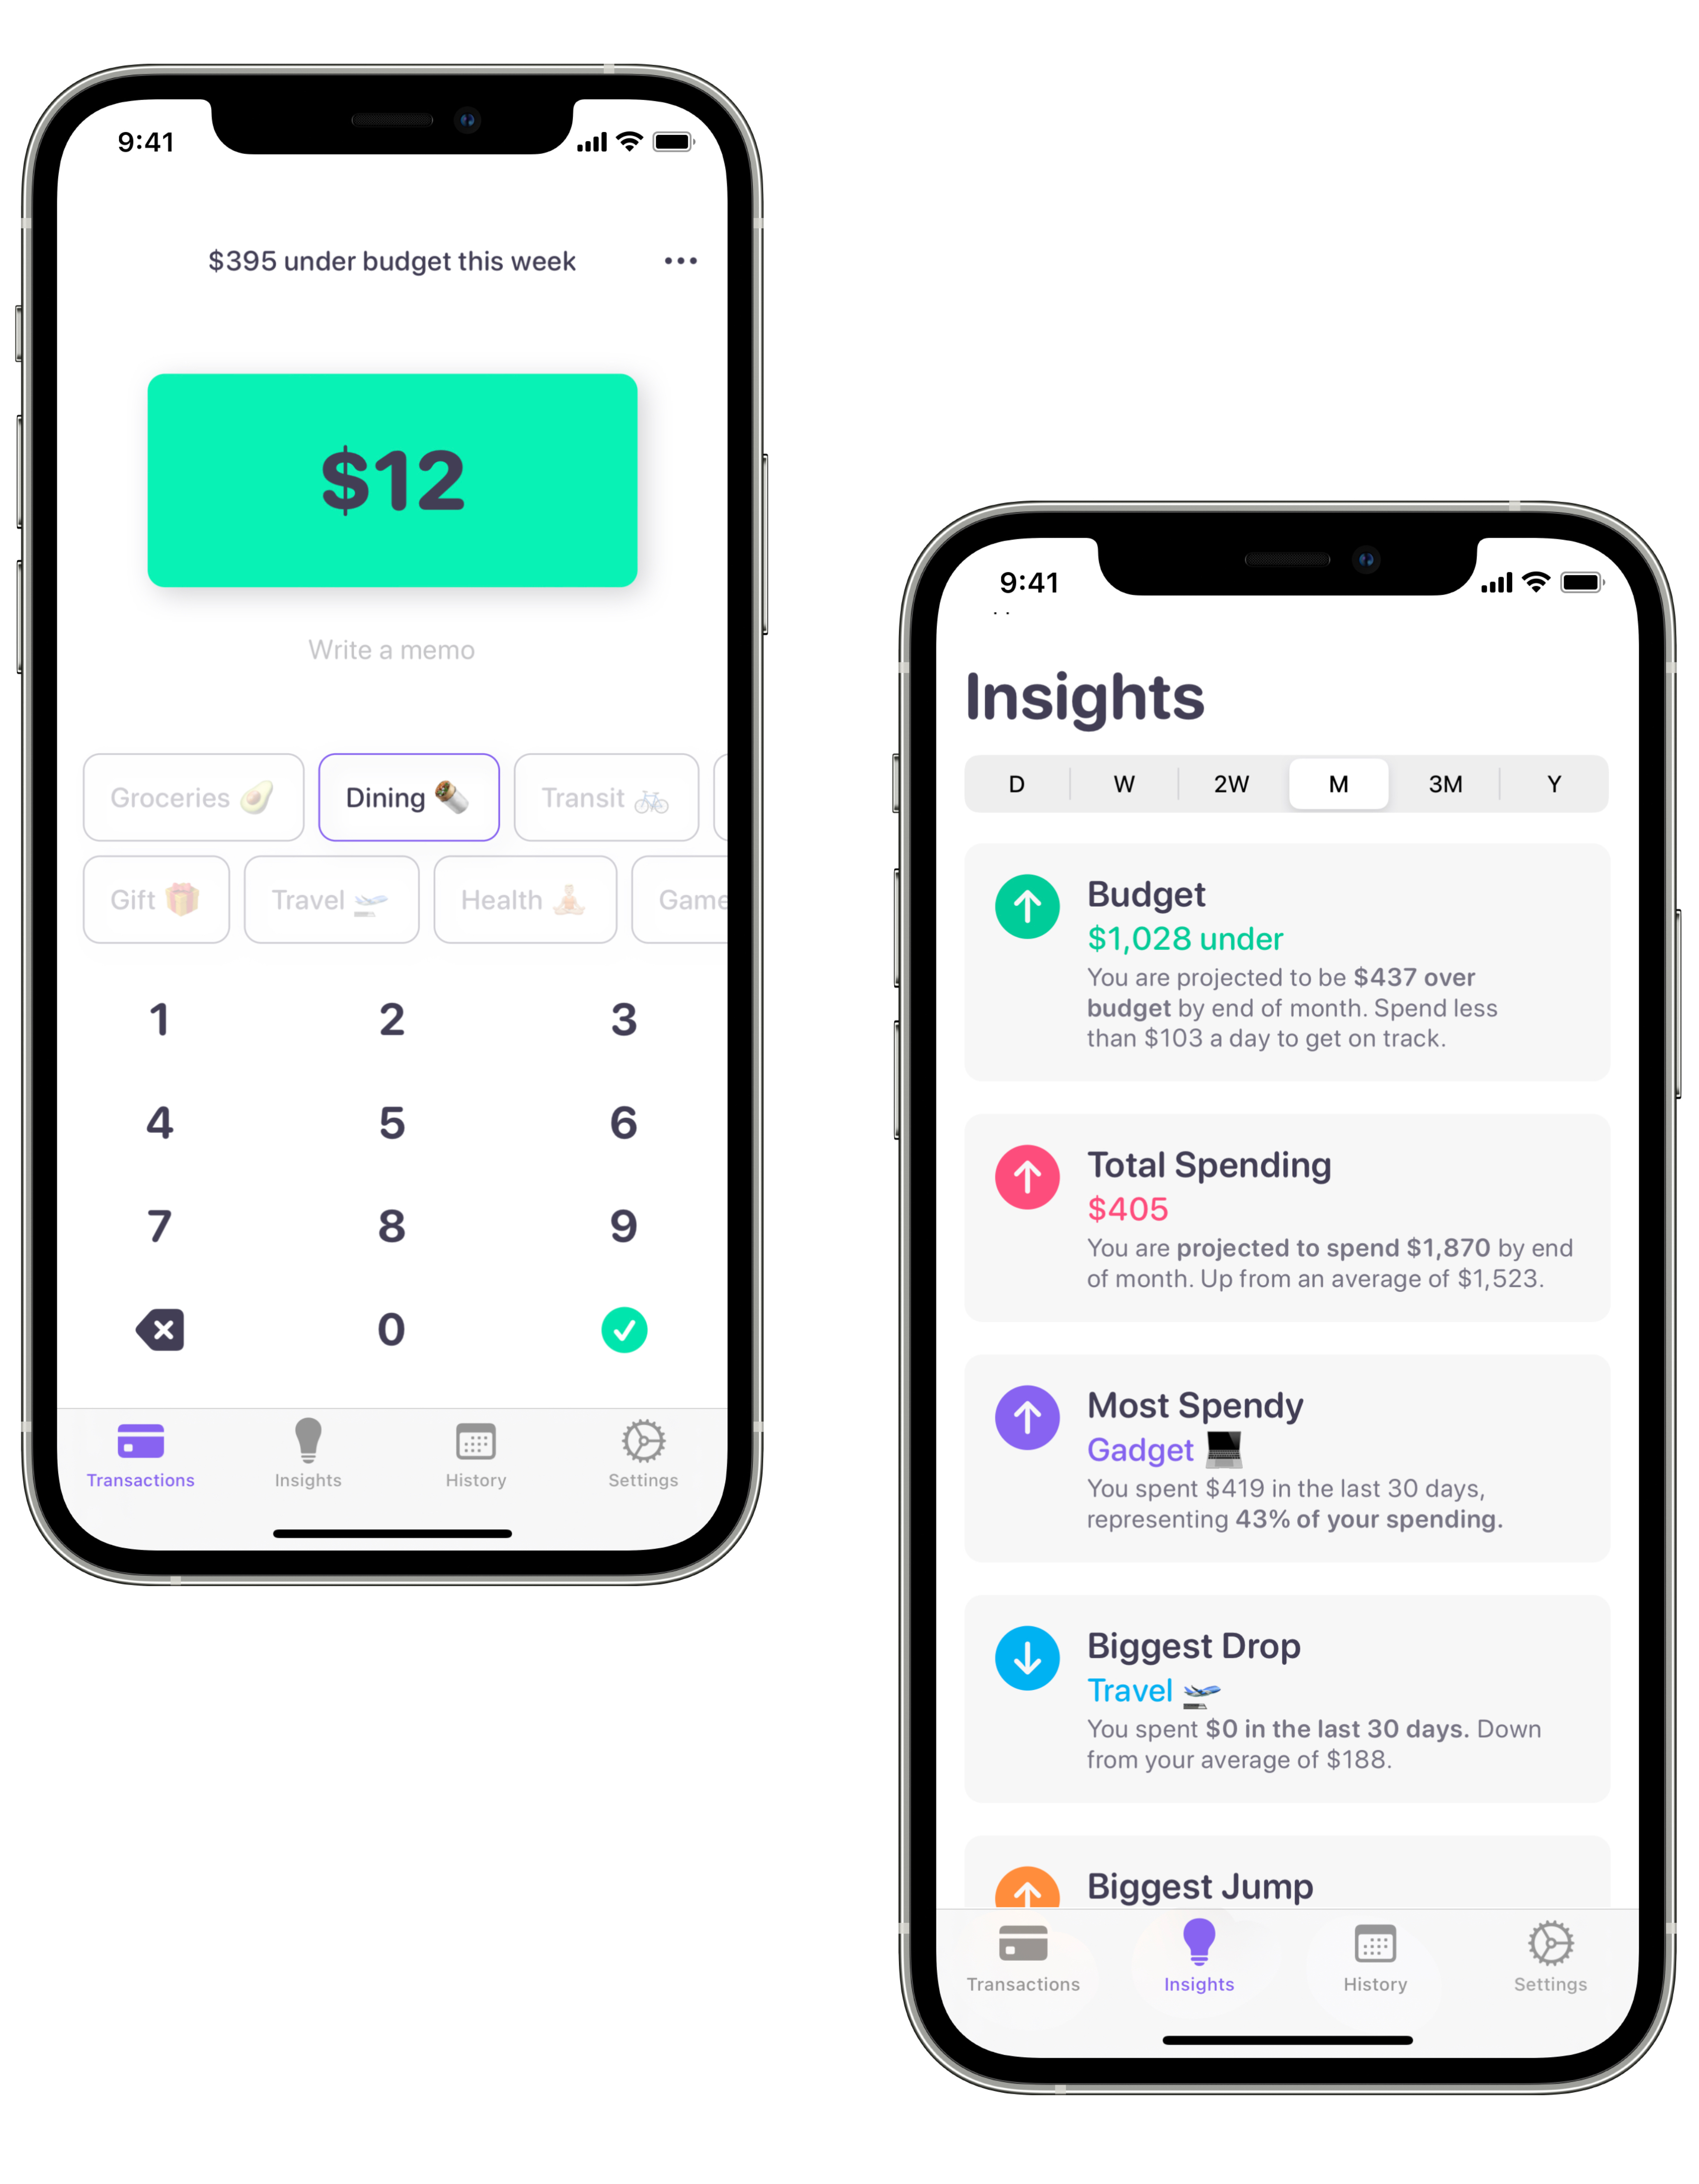 9:41
$395 under budget this week
$12
Write a memo
Groceries
Dining
Transit
Gift
Travel
Health
Game
1 2 3
4 5 6
7 8 9
0
Transactions Insights History Settings
9:41
Insights
D W 2W M 3M Y
Budget
$1,028 under
You are projected to be $437 over
budget by end of month. Spend less
than $103 a day to get on track.
Total Spending
$405
You are projected to spend $1,870 by end
of month. Up from an average of $1,523.
Most Spendy
Gadget
You spent $419 in the last 30 days,
representing 43% of your spending.
Biggest Drop
Travel
You spent $0 in the last 30 days. Down
from your average of $188.
Biggest Jump
Transactions Insights History Settings